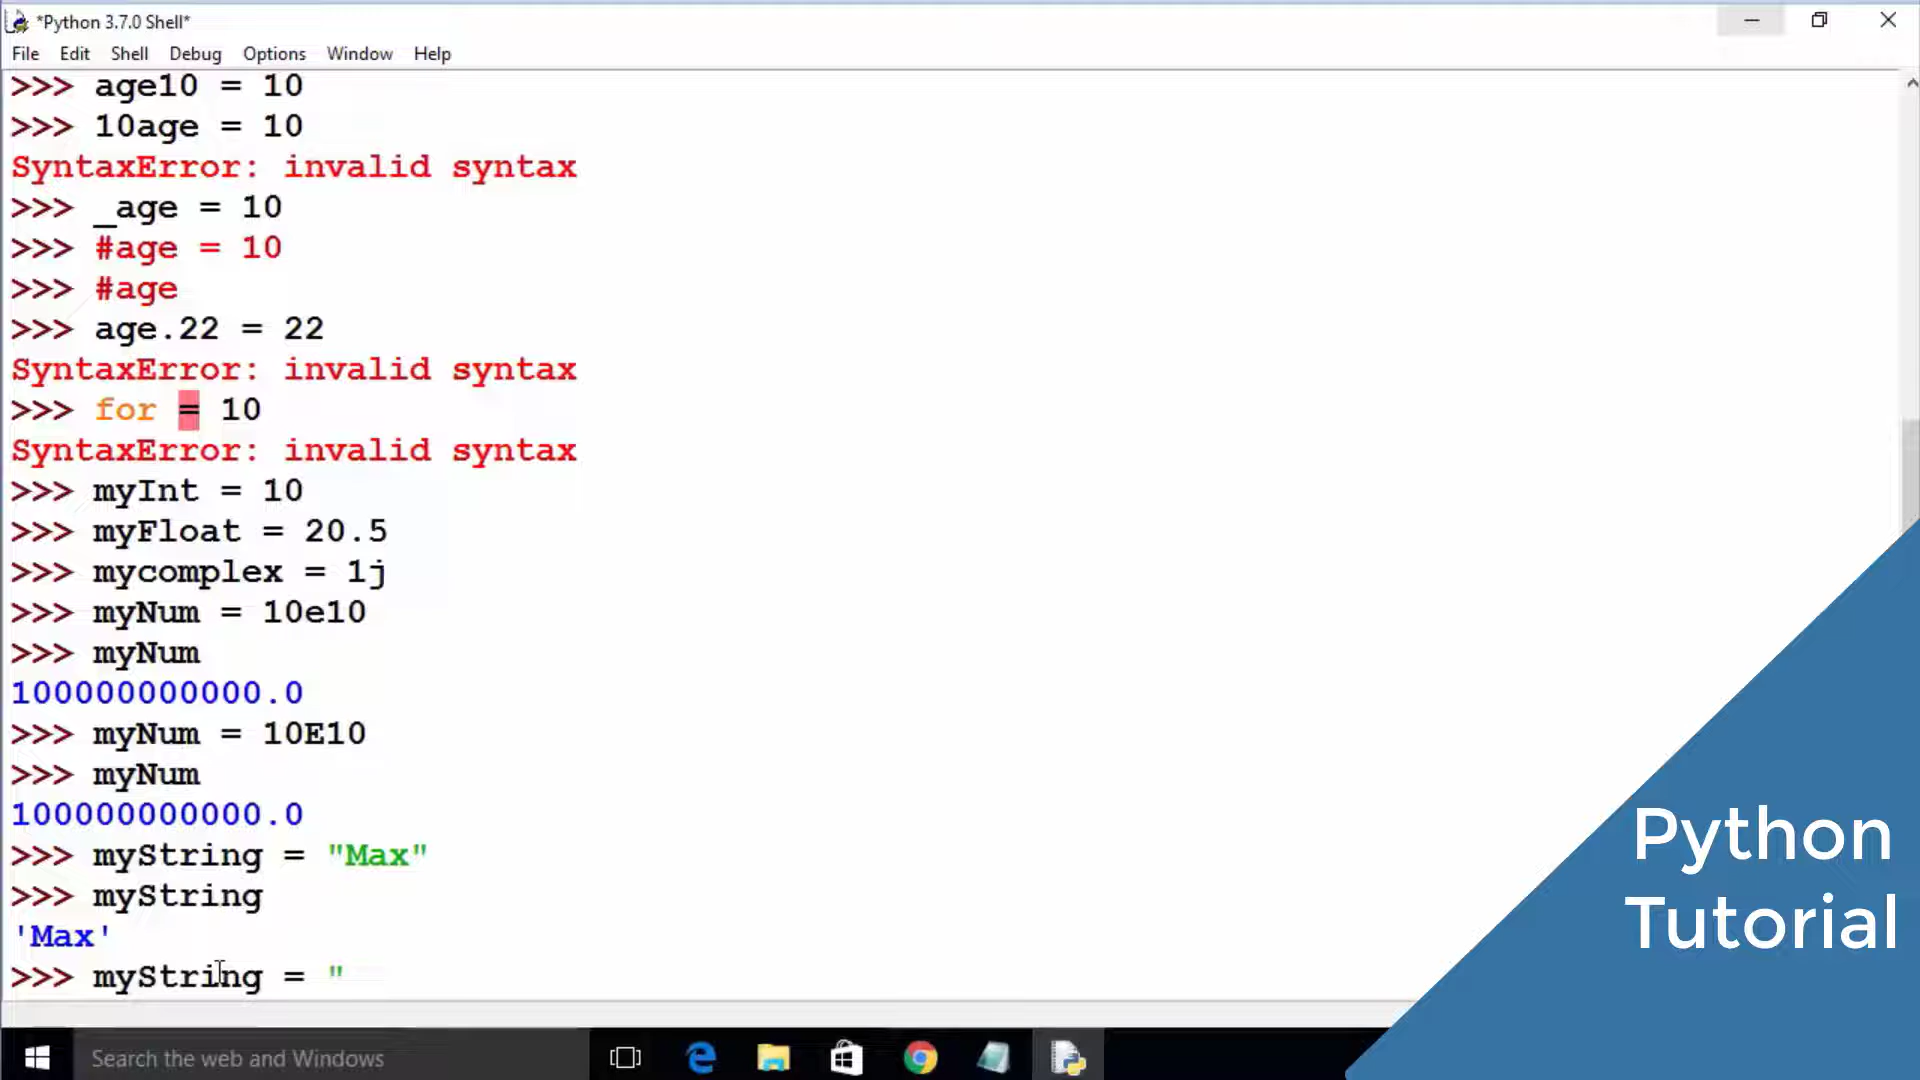 *Python 3.7.0 Shell*
File Edit Shell Debug Options Window Help
>>> age10 = 10
>>> 10age = 10
SyntaxError: invalid syntax
>>> _age = 10
>>> #age = 10
>>> #age
>>> age.22 = 22
SyntaxError: invalid syntax
>>> for = 10
SyntaxError: invalid syntax
>>> myInt = 10
>>> myFloat = 20.5
>>> mycomplex = 1j
>>> myNum = 10e10
>>> myNum
100000000000.0
>>> myNum = 10E10
>>> myNum
100000000000.0
>>> myString = "Max"
>>> myString
'Max'
>>> myString = "
Python
Tutorial
Search the web and Windows